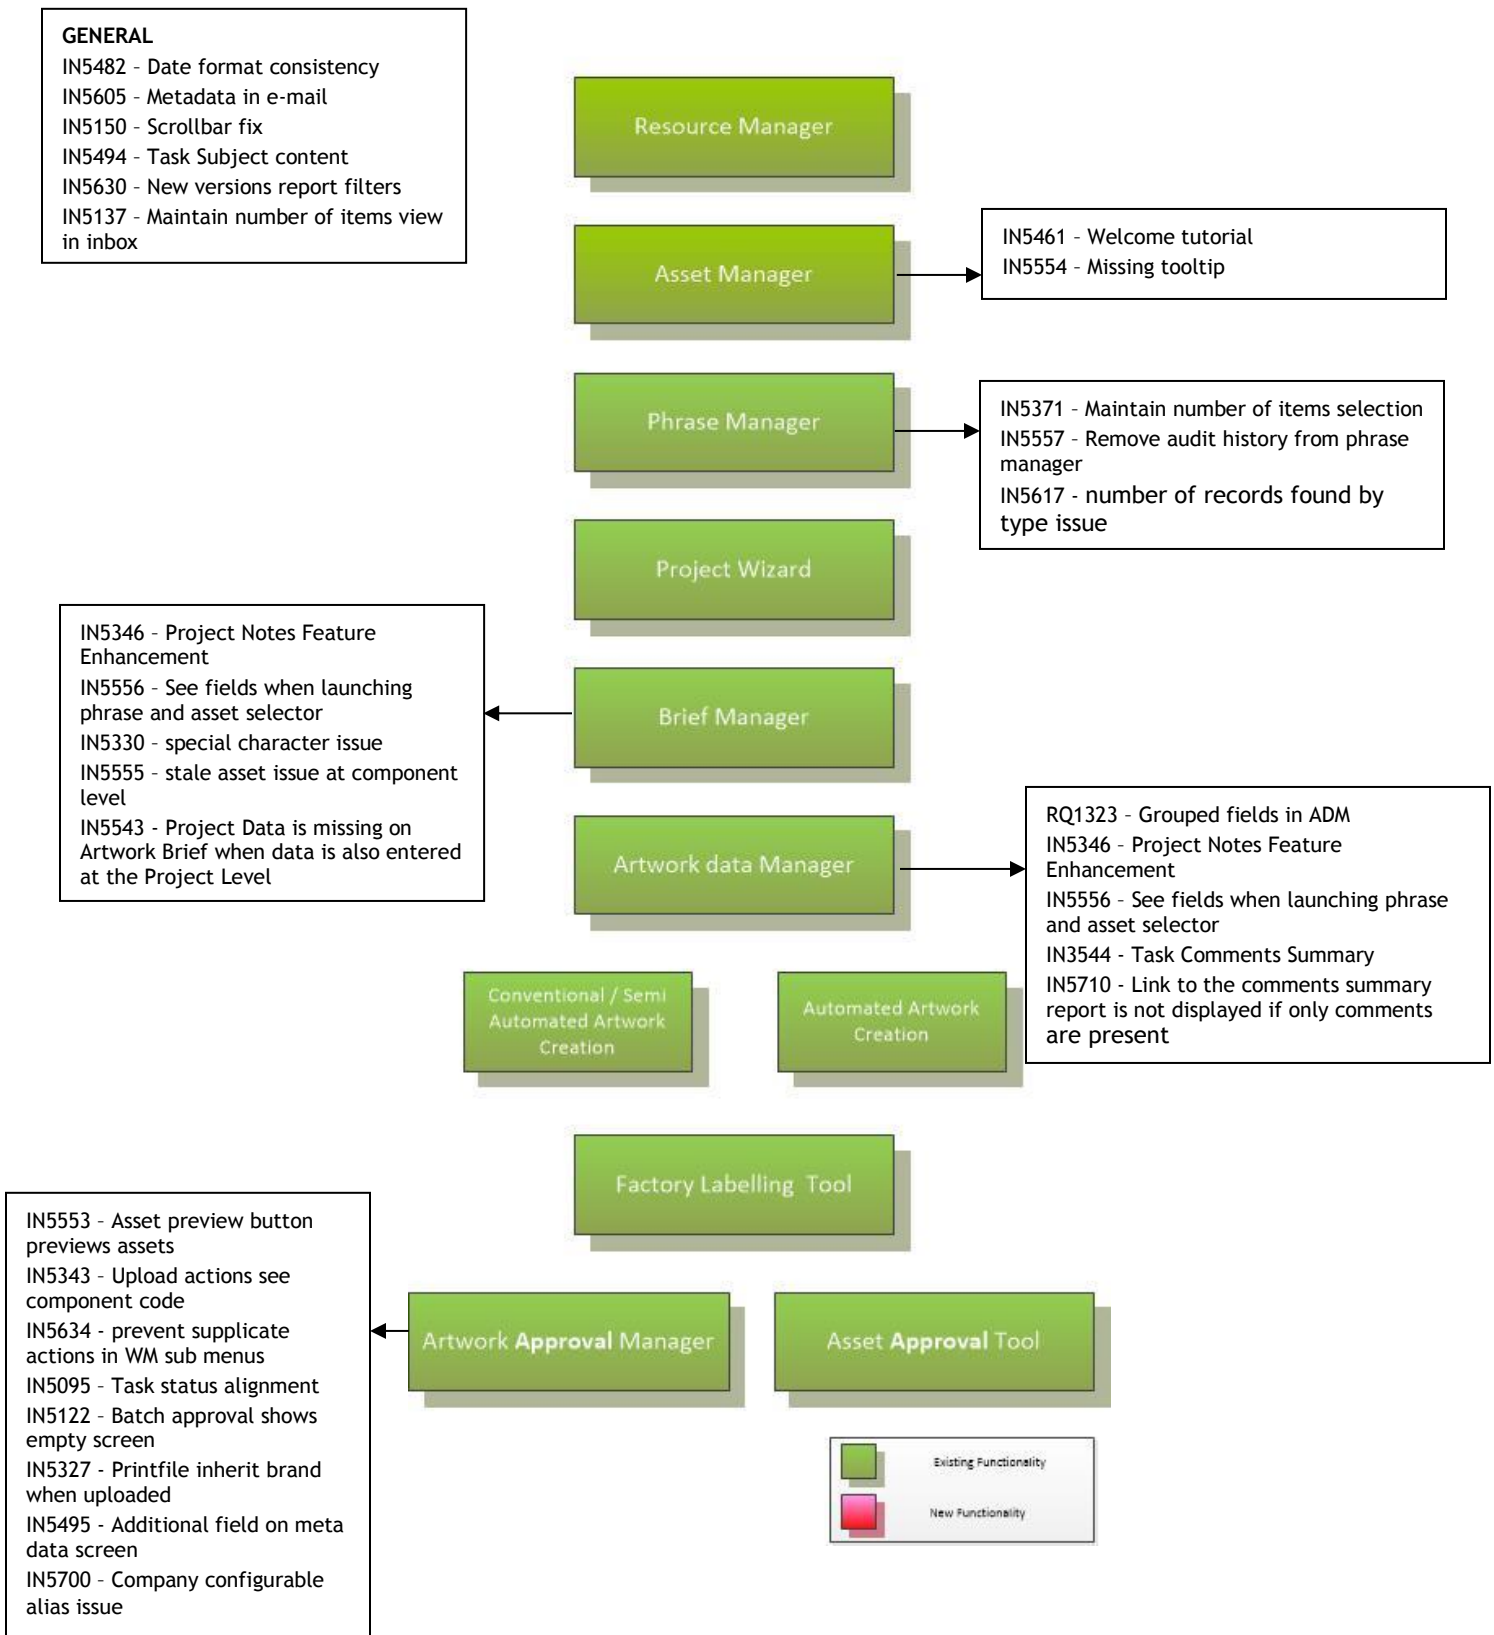 GENERAL
IN5482 – Date format consistency
IN5605 – Metadata in e-mail
IN5150 – Scrollbar fix
IN5494 – Task Subject content
IN5630 – New versions report filters
IN5137 – Maintain number of items view
in inbox
Resource Manager
Asset Manager
IN5461 – Welcome tutorial
IN5554 – Missing tooltip
Phrase Manager
IN5371 – Maintain number of items selection
IN5557 – Remove audit history from phrase
manager
IN5617 - number of records found by
type issue
Project Wizard
IN5346 – Project Notes Feature
Enhancement
IN5556 – See fields when launching
phrase and asset selector
IN5330 – special character issue
IN5555 – stale asset issue at component
level
IN5543 - Project Data is missing on
Artwork Brief when data is also entered
at the Project Level
Brief Manager
Artwork data Manager
RQ1323 – Grouped fields in ADM
IN5346 – Project Notes Feature
Enhancement
IN5556 – See fields when launching phrase
and asset selector
IN3544 - Task Comments Summary
IN5710 - Link to the comments summary
report is not displayed if only comments
are present
Conventional / Semi
Automated Artwork
Creation
Automated Artwork
Creation
Factory Labelling Tool
IN5553 – Asset preview button
previews assets
IN5343 – Upload actions see
component code
IN5634 - prevent supplicate
actions in WM sub menus
IN5095 – Task status alignment
IN5122 – Batch approval shows
empty screen
IN5327 - Printfile inherit brand
when uploaded
IN5495 - Additional field on meta
data screen
IN5700 – Company configurable
alias issue
Artwork Approval Manager
Asset Approval Tool
Existing Functionality
New Functionality